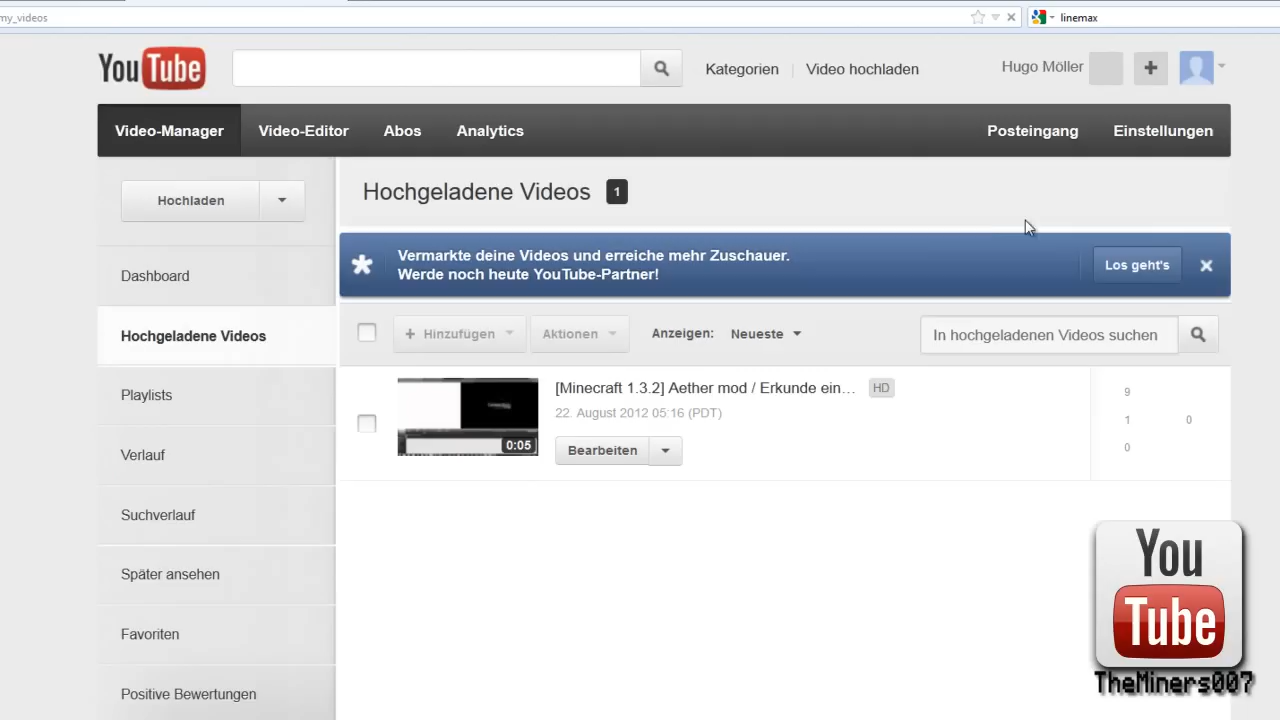 my_videos
linemax
YouTube
Kategorien
Video hochladen
Hugo Möller
Video-Manager
Video-Editor
Abos
Analytics
Posteingang
Einstellungen
Hochladen
Hochgeladene Videos 1
Vermarkte deine Videos und erreiche mehr Zuschauer.
Werde noch heute YouTube-Partner!
Los geht's
Dashboard
Hochgeladene Videos
Playlists
Verlauf
Suchverlauf
Später ansehen
Favoriten
Positive Bewertungen
Hinzufügen
Aktionen
Anzeigen:
Neueste
In hochgeladenen Videos suchen
0:05
[Minecraft 1.3.2] Aether mod / Erkunde ein... HD
22. August 2012 05:16 (PDT)
Bearbeiten
9
1 0
0
You
Tube
TheMiners007